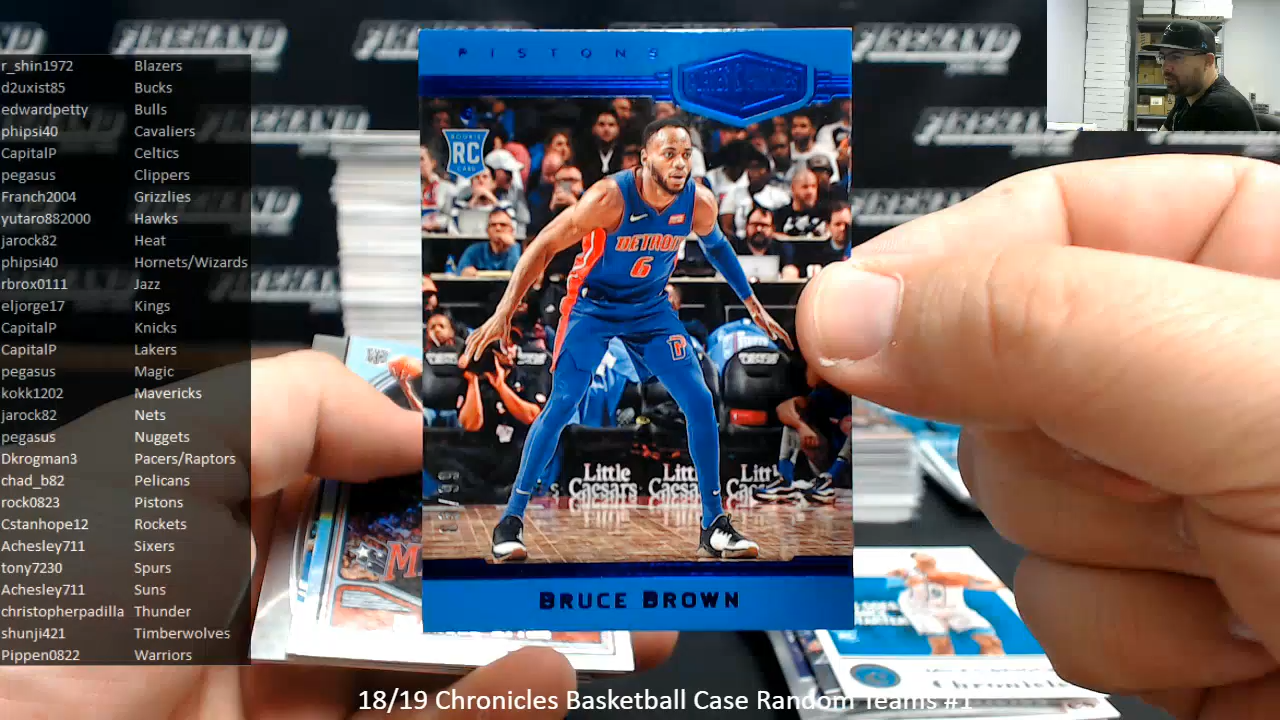 r_shin1972 Blazers
d2uxist85 Bucks
edwardpetty Bulls
phipsi40 Cavaliers
CapitalP Celtics
pegasus Clippers
Franch2004 Grizzlies
yutaro882000 Hawks
jarock82 Heat
phipsi40 Hornets/Wizards
rbrox0111 Jazz
eljorge17 Kings
CapitalP Knicks
CapitalP Lakers
pegasus Magic
kokk1202 Mavericks
jarock82 Nets
pegasus Nuggets
Dkrogman3 Pacers/Raptors
chad_b82 Pelicans
rock0823 Pistons
Cstanhope12 Rockets
Achesley711 Sixers
tony7230 Spurs
Achesley711 Suns
christopherpadilla Thunder
shunji421 Timberwolves
Pippen0822 Warriors
PISTONS
ROOKIE
RC
CARD
DETROIT
6
Little Caesars
BRUCE BROWN
Chronicles
18/19 Chronicles Basketball Case Random Teams #1